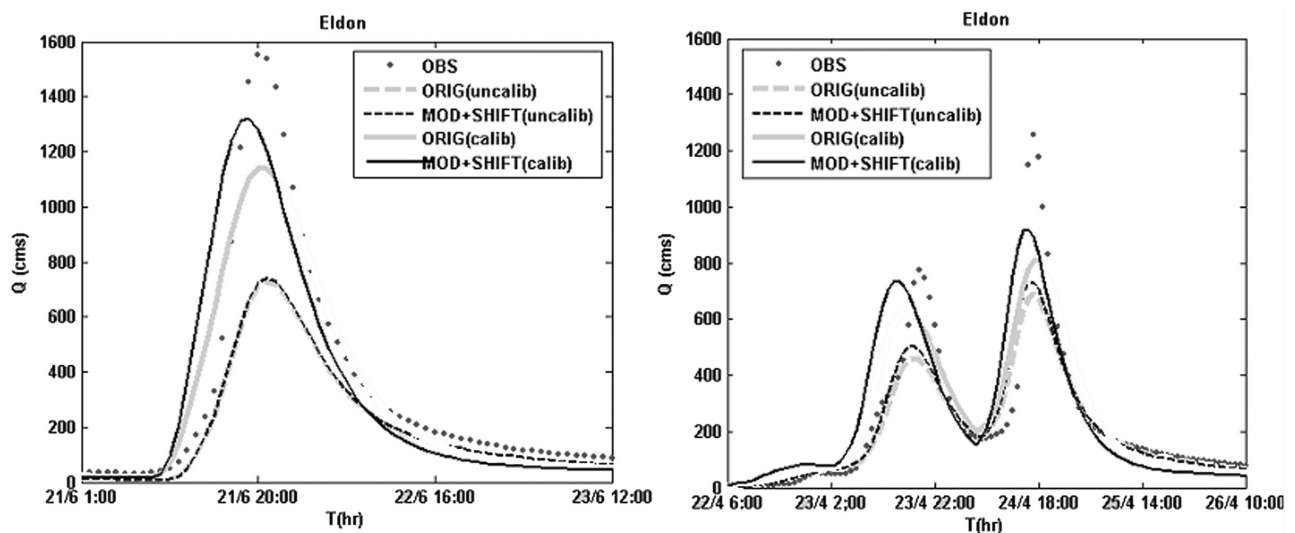 Eldon
1600
1400
1200
1000
800
600
400
200
0
Q (cms)
OBS
ORIG(uncalib)
MOD+SHIFT(uncalib)
ORIG(calib)
MOD+SHIFT(calib)
21/6 1:00
21/6 20:00
22/6 16:00
23/6 12:00
T(hr)
Eldon
1600
1400
1200
1000
800
600
400
200
0
Q (cms)
OBS
ORIG(uncalib)
MOD+SHIFT(uncalib)
ORIG(calib)
MOD+SHIFT(calib)
22/4 6:00
23/4 2;00
23/4 22:00
24/4 18:00
25/4 14:00
26/4 10:00
T(hr)